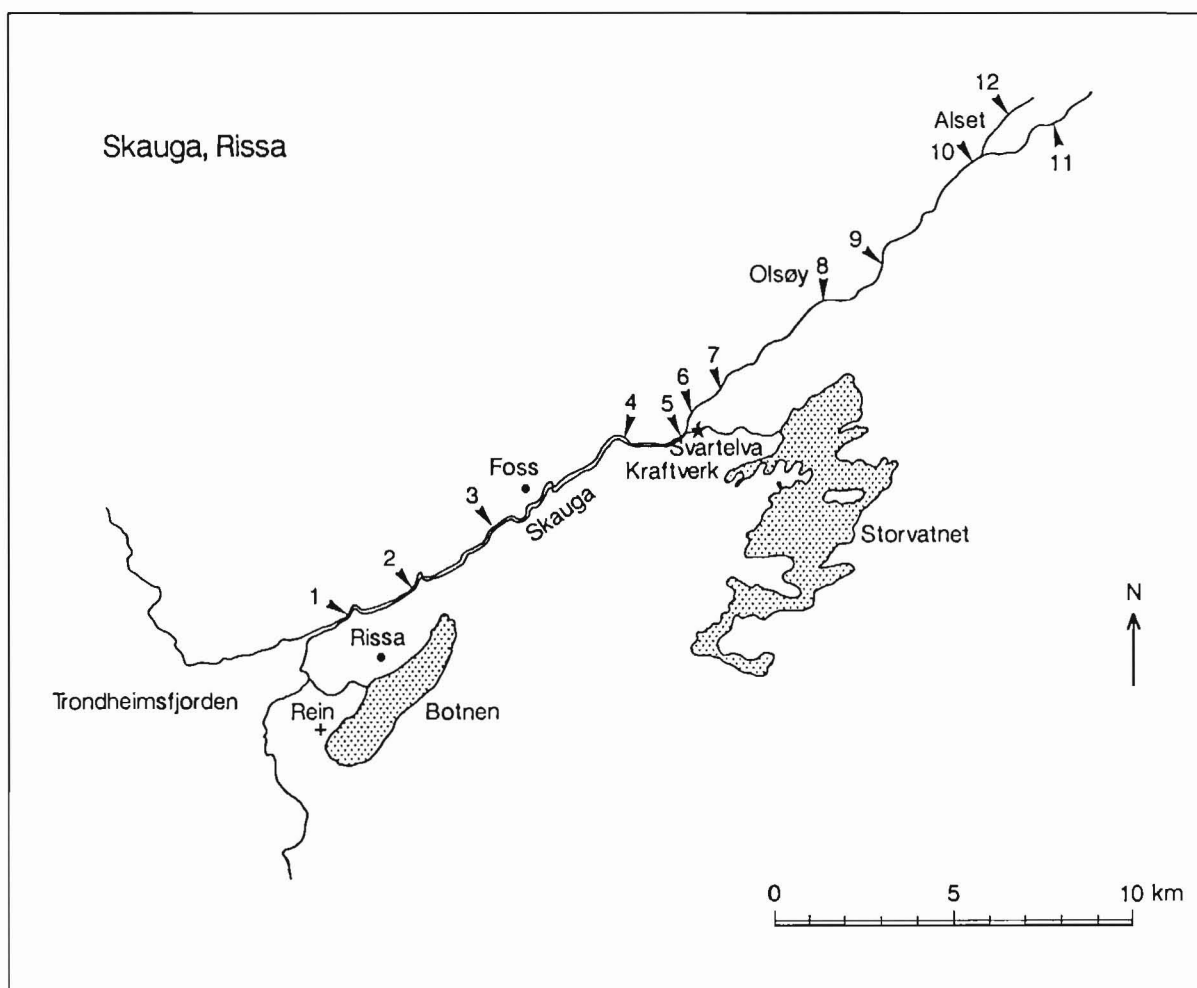 Skauga, Rissa
12
Alset
10
11
9
Olsøy
8
7
6
4
5
Svartelva
Kraftverk
Foss
3
Skauga
Storvatnet
2
1
N
Rissa
Trondheimsfjorden
Rein
Botnen
0 5 10 km